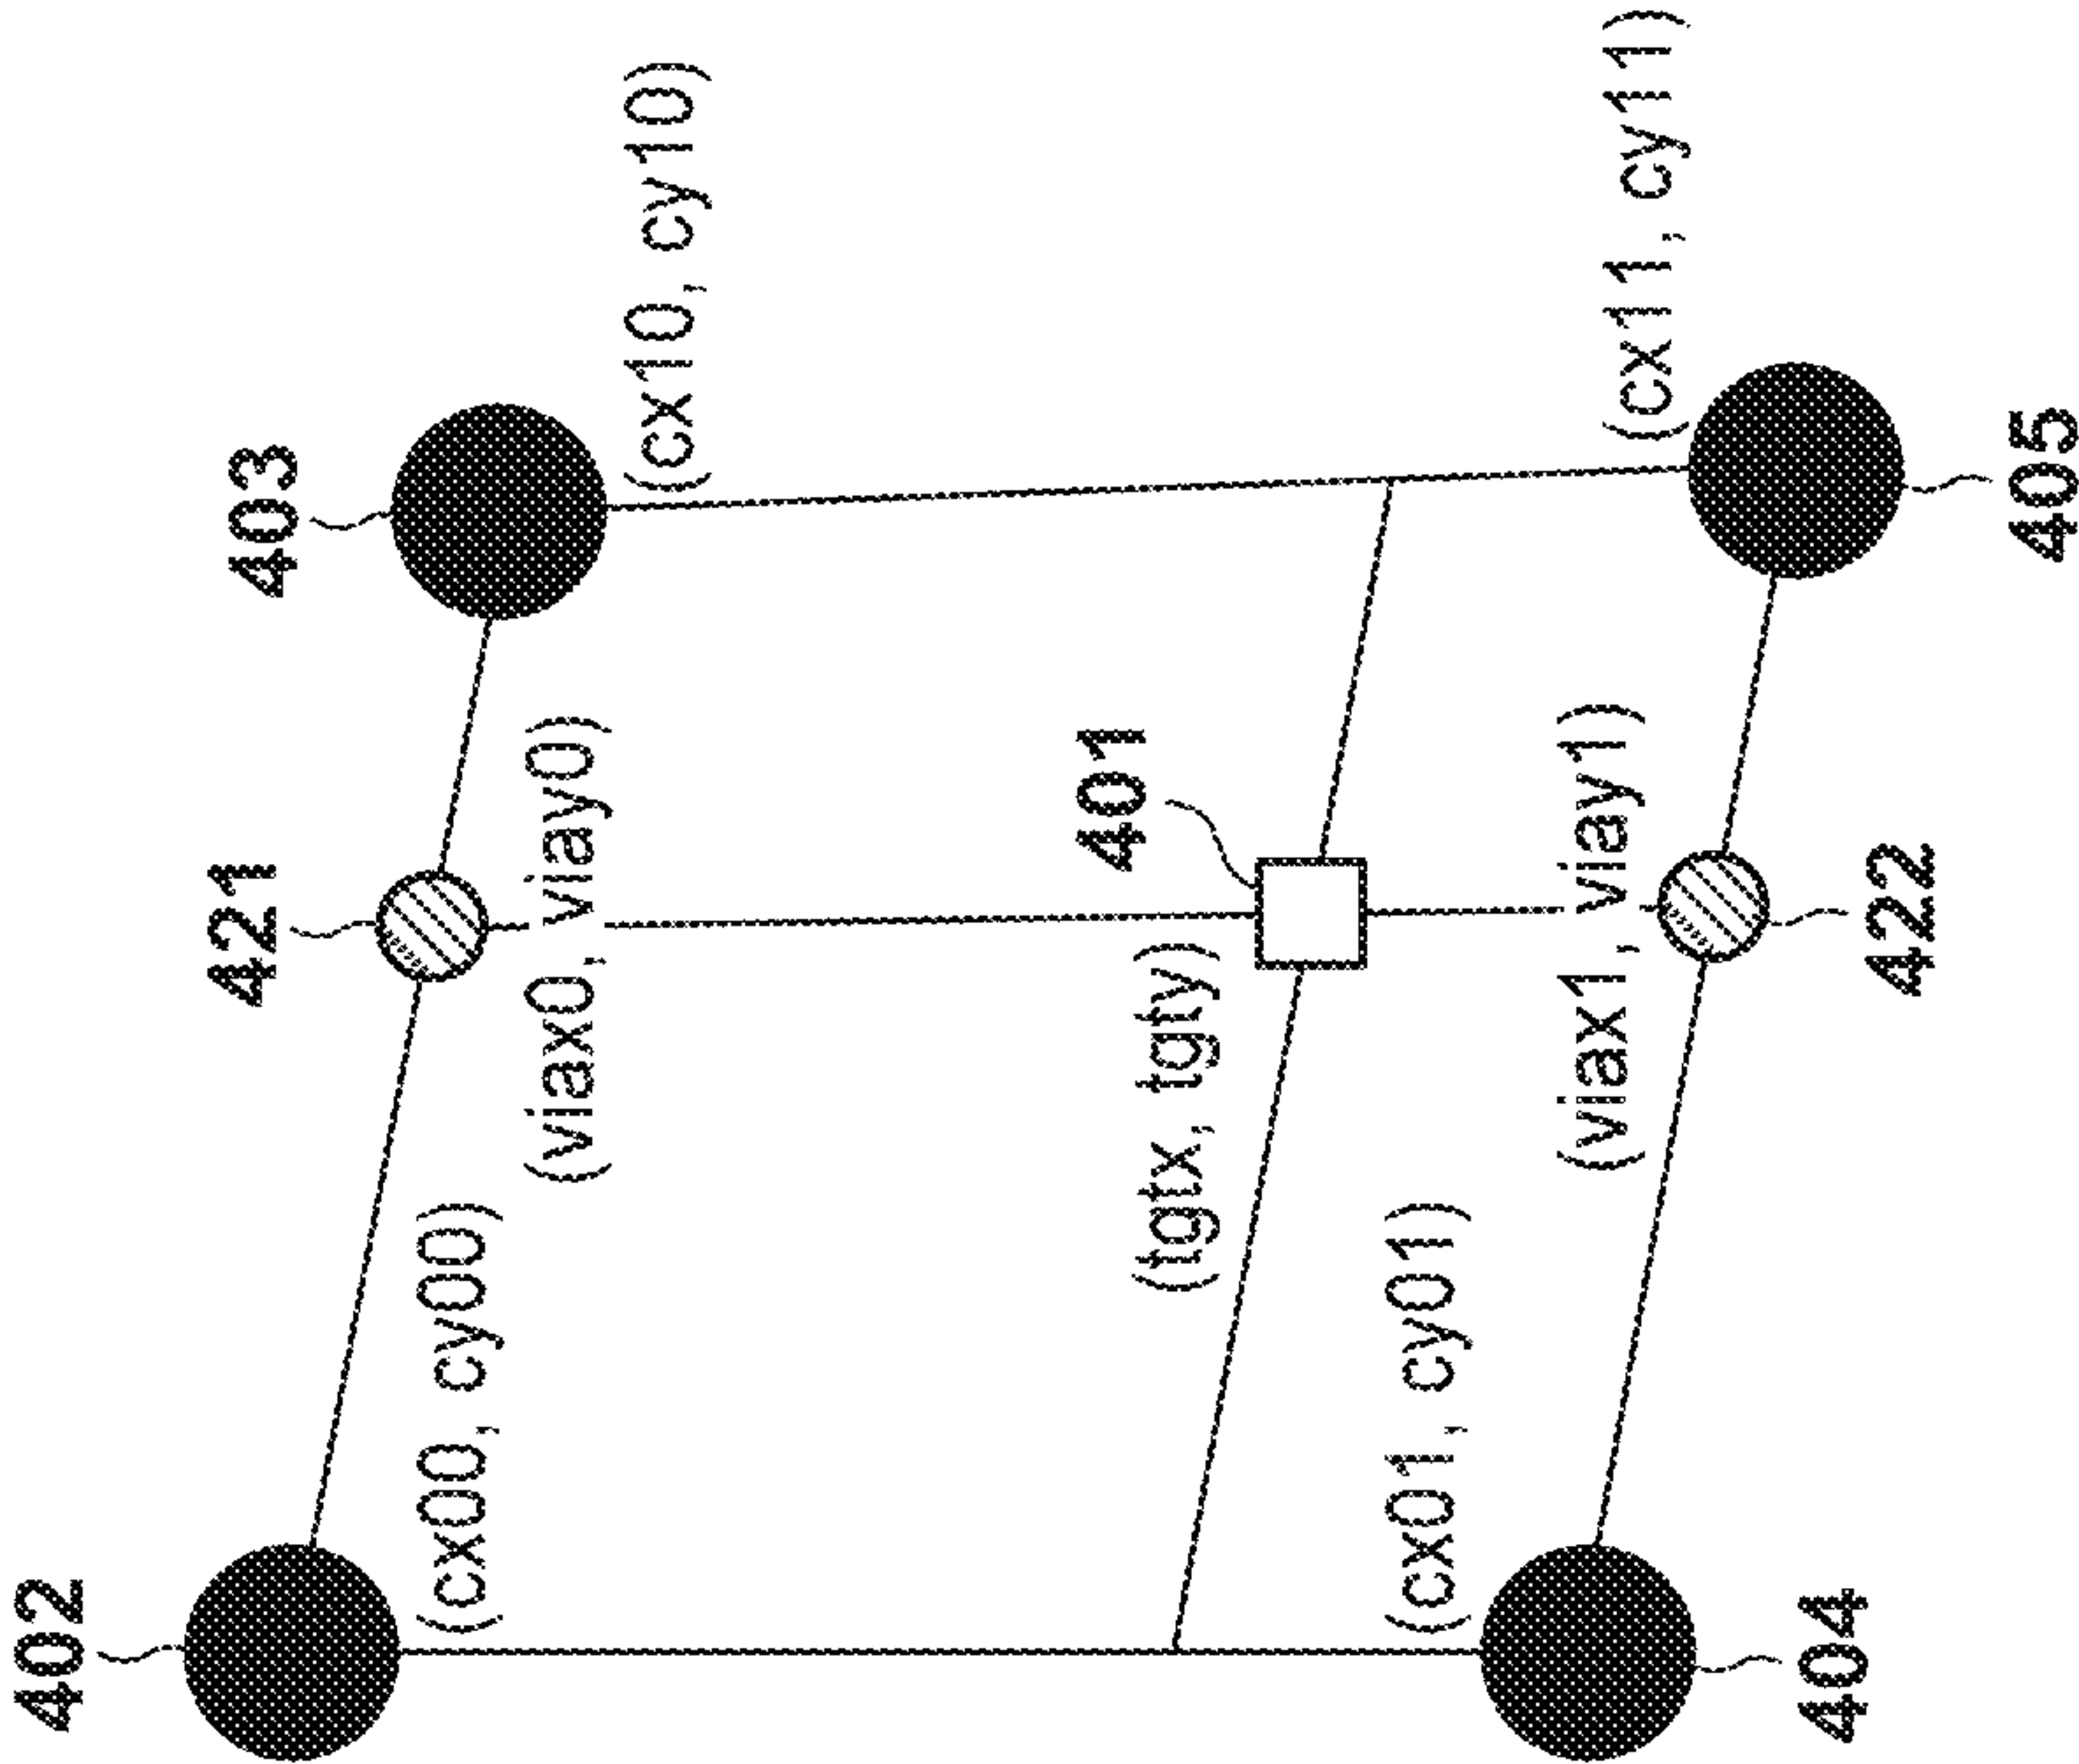 402
403
421
(cx00, cy00)
(viax0, viay0)
(cx10, cy10)
401
(tgtx, tgty)
(cx01, cy01)
(viax1, viay1)
(cx11, cy11)
404
422
405